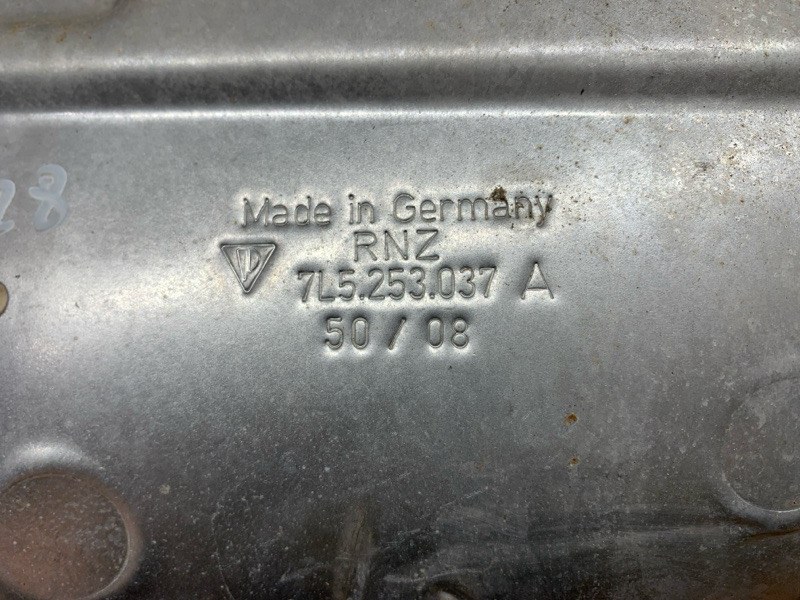 Made in Germany
RNZ
7L5.253.037 A
50 / 08